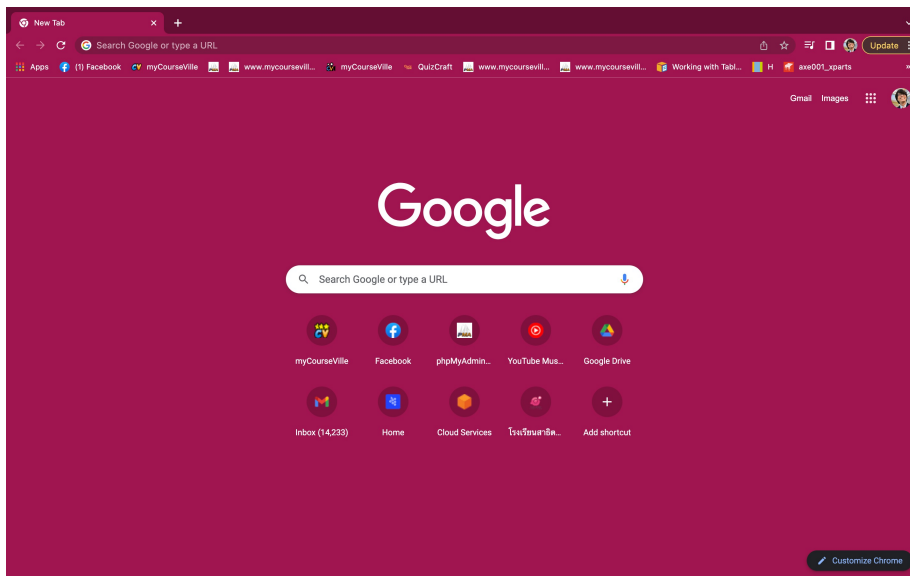 New Tab
Search Google or type a URL
Update
Apps (1) Facebook myCourseVille www.mycoursevill... myCourseVille QuizCraft www.mycoursevill... www.mycoursevill... Working with Tabl... H axe001_xparts
Gmail Images
Google
Search Google or type a URL
myCourseVille Facebook phpMyAdmin... YouTube Mus... Google Drive
Inbox (14,233) Home Cloud Services โรงเรียนสาธิต... Add shortcut
Customize Chrome